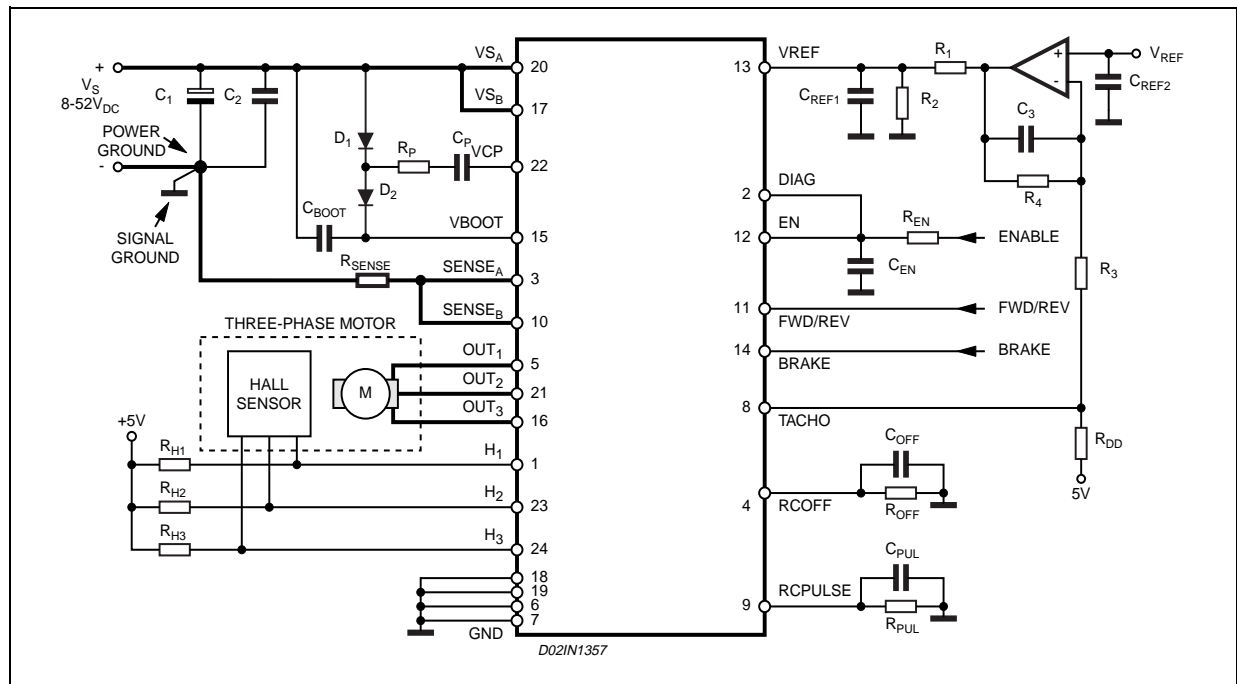 +
V_S
8-52V_DC
-
C_1
C_2
POWER
GROUND
SIGNAL
GROUND
D_1
D_2
R_P
C_P
C_BOOT
R_SENSE
VS_A
20
VS_B
17
VCP
22
VBOOT
15
SENSE_A
3
SENSE_B
10
THREE-PHASE MOTOR
HALL
SENSOR
M
OUT_1
5
OUT_2
21
OUT_3
16
+5V
R_H1
H_1
1
R_H2
H_2
23
R_H3
H_3
24
18
19
6
7
GND
D02IN1357
13
VREF
R_1
+
-
V_REF
C_REF1
R_2
C_REF2
C_3
R_4
2
DIAG
12
EN
R_EN
ENABLE
C_EN
R_3
11
FWD/REV
FWD/REV
14
BRAKE
BRAKE
8
TACHO
R_DD
5V
4
RCOFF
C_OFF
R_OFF
9
RCPULSE
C_PUL
R_PUL